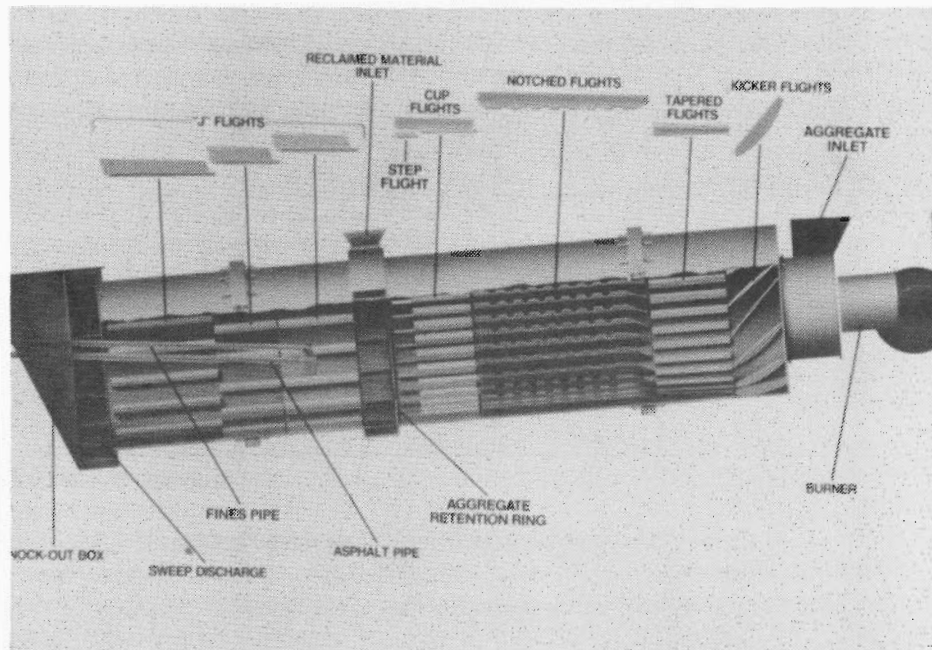 RECLAIMED MATERIAL
INLET
"J" FLIGHTS
CUP
FLIGHTS
STEP
FLIGHT
NOTCHED FLIGHTS
TAPERED
FLIGHTS
KICKER FLIGHTS
AGGREGATE
INLET
BURNER
AGGREGATE
RETENTION RING
ASPHALT PIPE
FINES PIPE
SWEEP DISCHARGE
NOCK-OUT BOX